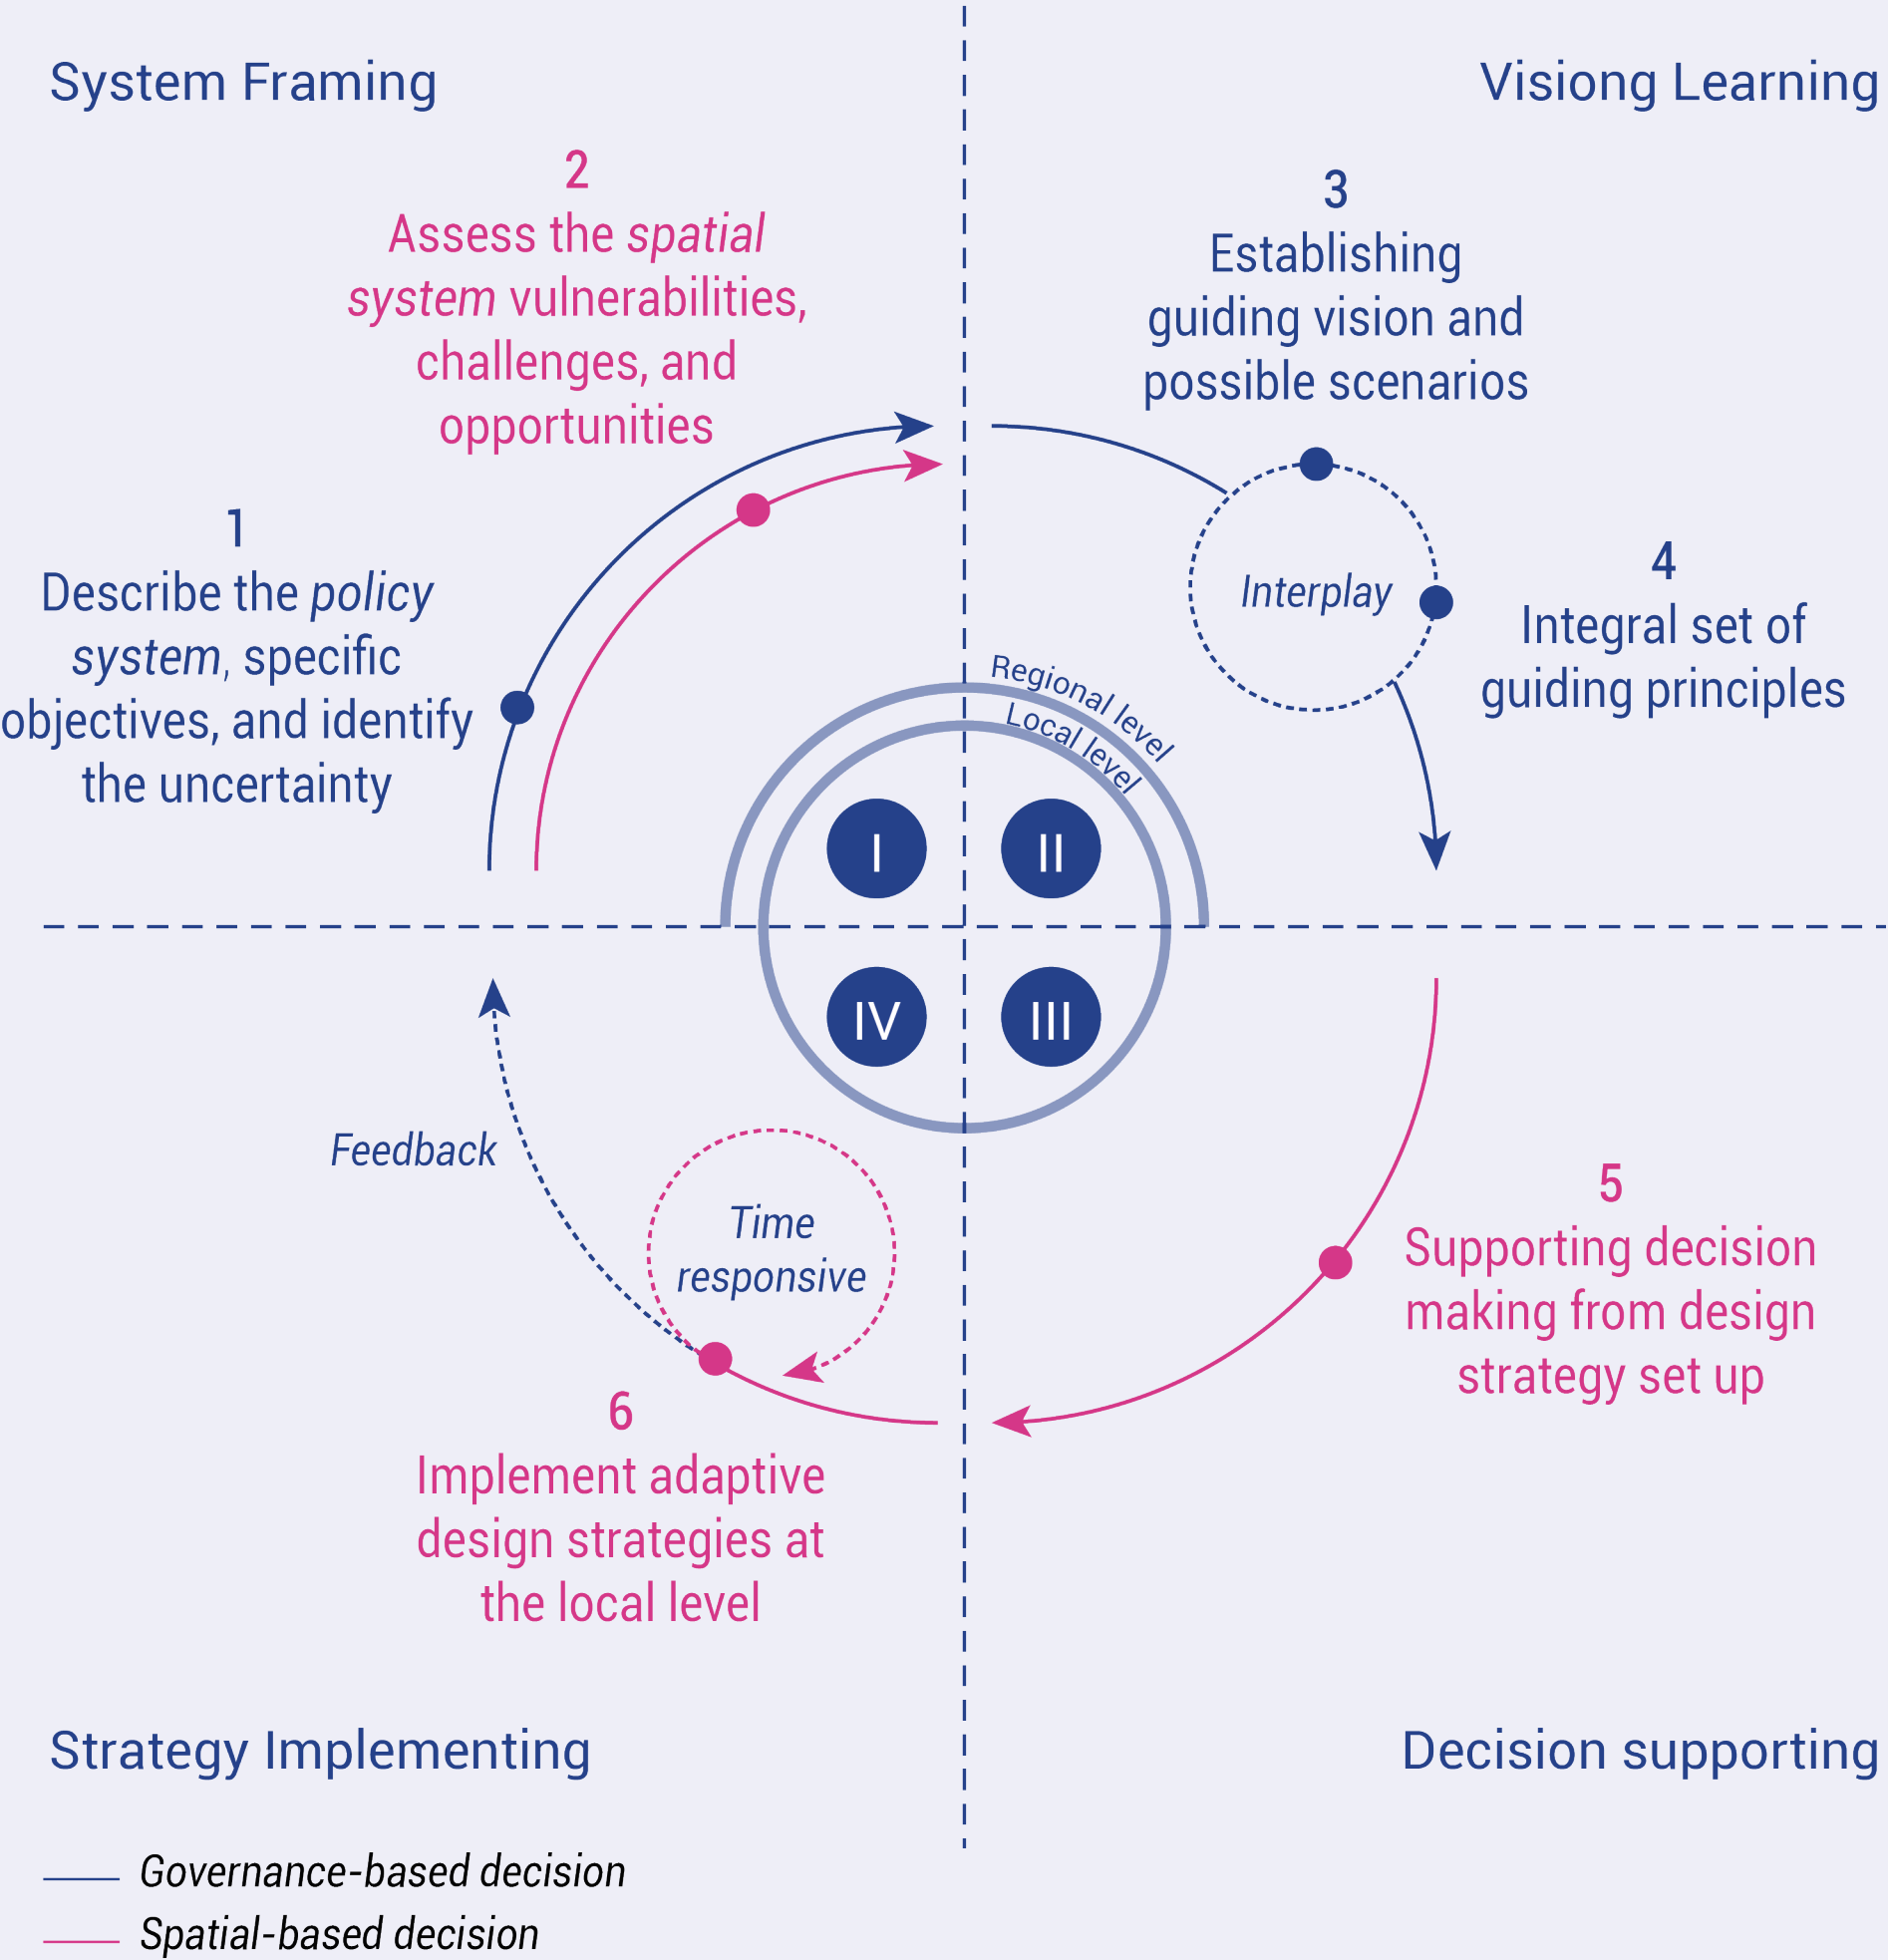 System Framing
Visiong Learning
2
Assess the spatial
system vulnerabilities,
challenges, and
opportunities
3
Establishing
guiding vision and
possible scenarios
1
Describe the policy
system, specific
objectives, and identify
the uncertainty
Interplay
4
Integral set of
guiding principles
Regional level
Local level
I
II
IV
III
Feedback
Time
responsive
5
Supporting decision
making from design
strategy set up
6
Implement adaptive
design strategies at
the local level
Strategy Implementing
Decision supporting
Governance-based decision
Spatial-based decision